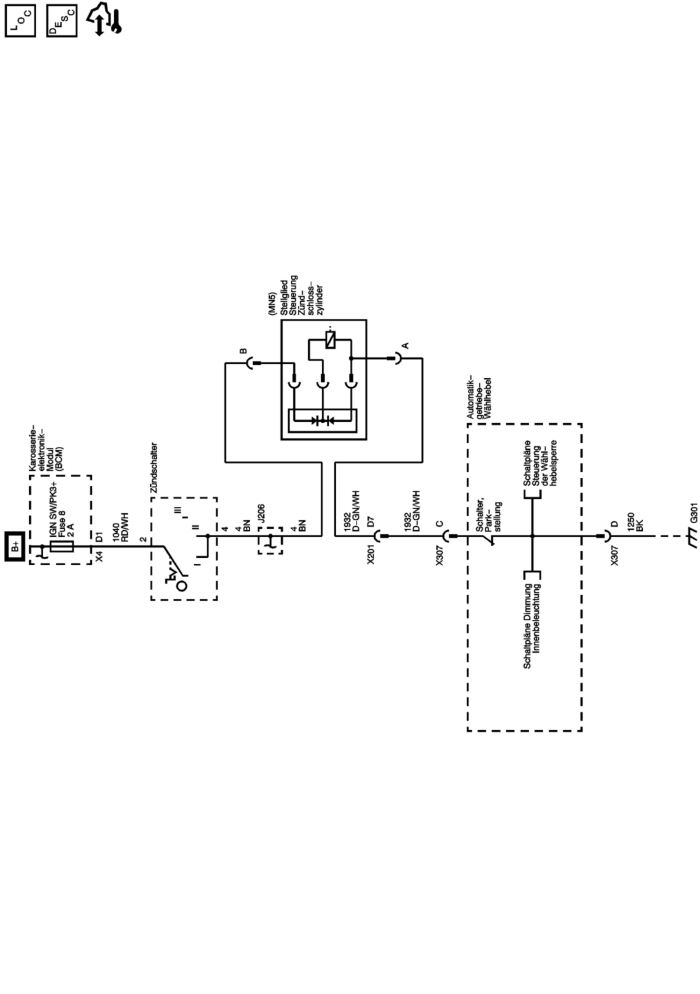 LOC
DESC
B+
Karosserie-
elektronik-
Modul
(BCM)
IGN SW/PK3+
Fuse 8
2 A
X4
D1
1040
RD/WH
Zündschalter
2
I
I
II
III
4
4
BN
J206
4
BN
(MN5)
Stellglied
Steuerung
Zünd-
schloss-
zylinder
B
A
1932
D-GN/WH
X201
D7
1932
D-GN/WH
X307
C
Automatik-
getriebe-
Wählhebel
Schalter,
Park-
stellung
Schaltpläne
Steuerung
der Wähl-
hebelsperre
Schaltpläne Dimmung
Innenbeleuchtung
X307
D
1250
BK
G301